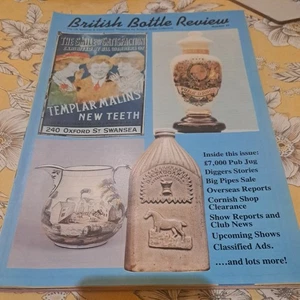 British Bottle Review
TEMPLAR MALINS
NEW TEETH
240 OXFORD ST SWANSEA
Inside this issue:
£7,000 Pub Jug
Diggers Stories
Big Pipes Sale
Overseas Reports
Cornish Shop
Clearance
Show Reports and
Club News
Upcoming Shows
Classified Ads.
....and lots more!